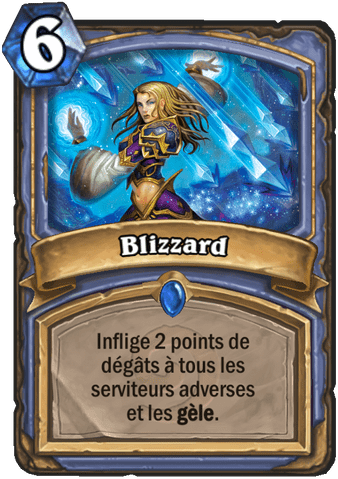 6
Blizzard
Inflige 2 points de
dégâts à tous les
serviteurs adverses
et les gèle.